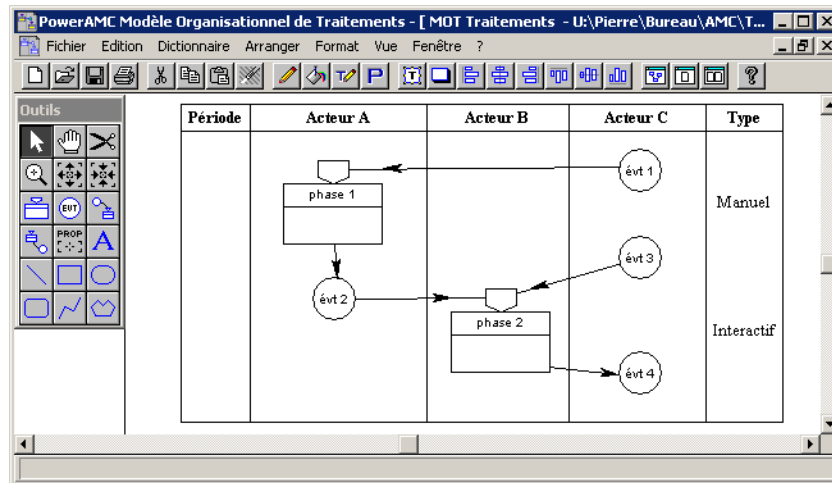 PowerAMC Modèle Organisationnel de Traitements - [ MOT Traitements - U:\Pierre\Bureau\AMC\T...
Fichier Edition Dictionnaire Arranger Format Vue Fenêtre ?
T P T
Outils
EVT
PROP
A
Période Acteur A Acteur B Acteur C Type
évt 1
phase 1
Manuel
évt 3
évt 2
phase 2
Interactif
évt 4